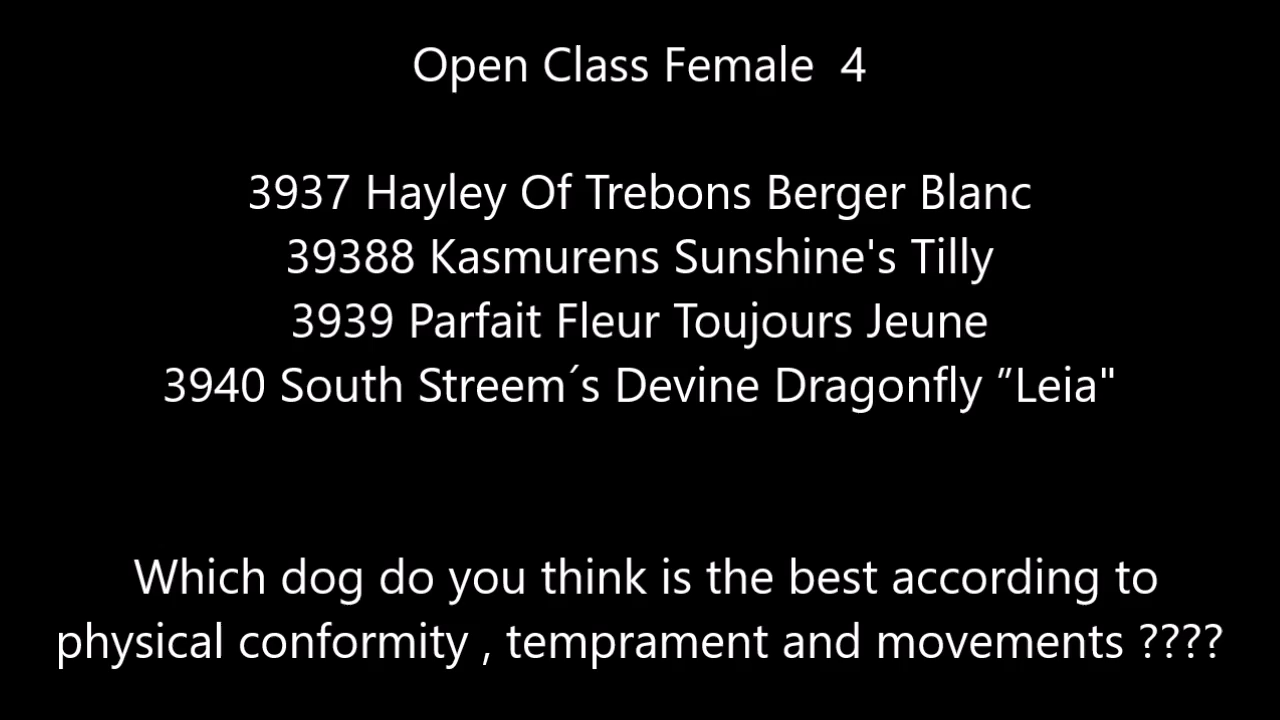 Open Class Female  4
3937 Hayley Of Trebons Berger Blanc
39388 Kasmurens Sunshine's Tilly
3939 Parfait Fleur Toujours Jeune
3940 South Streem´s Devine Dragonfly ”Leia"
Which dog do you think is the best according to
physical conformity , temprament and movements ????